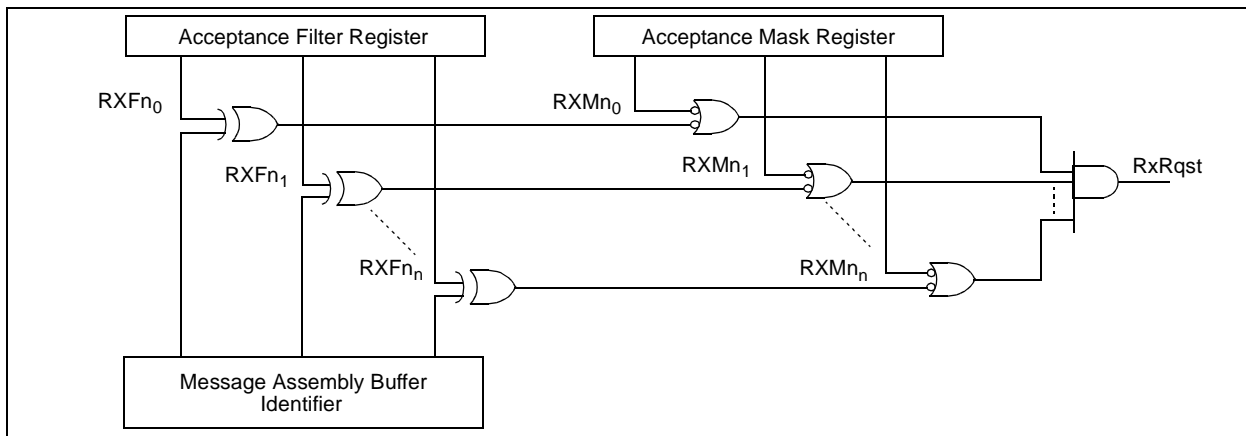 Acceptance Filter Register
Acceptance Mask Register
RXFn0
RXMn0
RXFn1
RXMn1
RxRqst
RXFnn
RXMnn
Message Assembly Buffer
Identifier